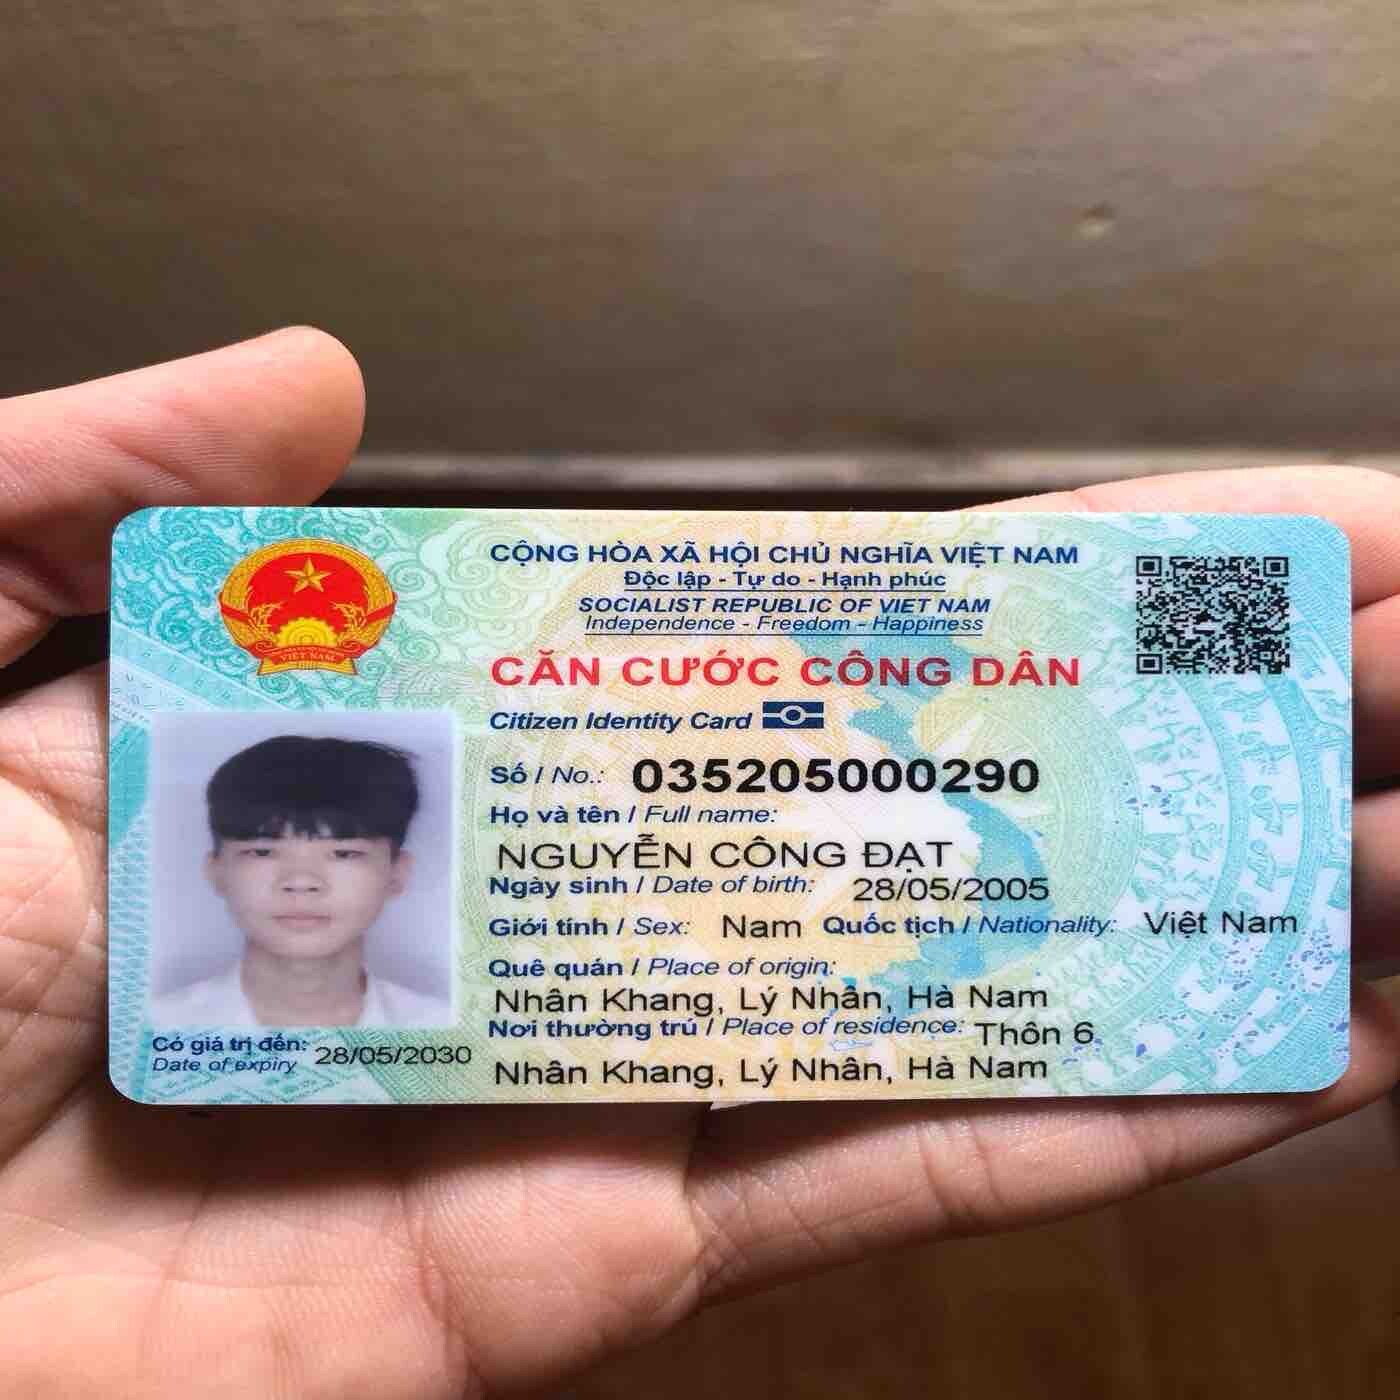 CỘNG HÒA XÃ HỘI CHỦ NGHĨA VIỆT NAM
Độc lập - Tự do - Hạnh phúc
SOCIALIST REPUBLIC OF VIET NAM
Independence - Freedom - Happiness
CĂN CƯỚC CÔNG DÂN
Citizen Identity Card
VIỆT NAM
Số / No.: 035205000290
Họ và tên / Full name:
NGUYỄN CÔNG ĐẠT
Ngày sinh / Date of birth: 28/05/2005
Giới tính / Sex: Nam Quốc tịch / Nationality: Việt Nam
Quê quán / Place of origin:
Nhân Khang, Lý Nhân, Hà Nam
Nơi thường trú / Place of residence: Thôn 6
Nhân Khang, Lý Nhân, Hà Nam
Có giá trị đến: 28/05/2030
Date of expiry